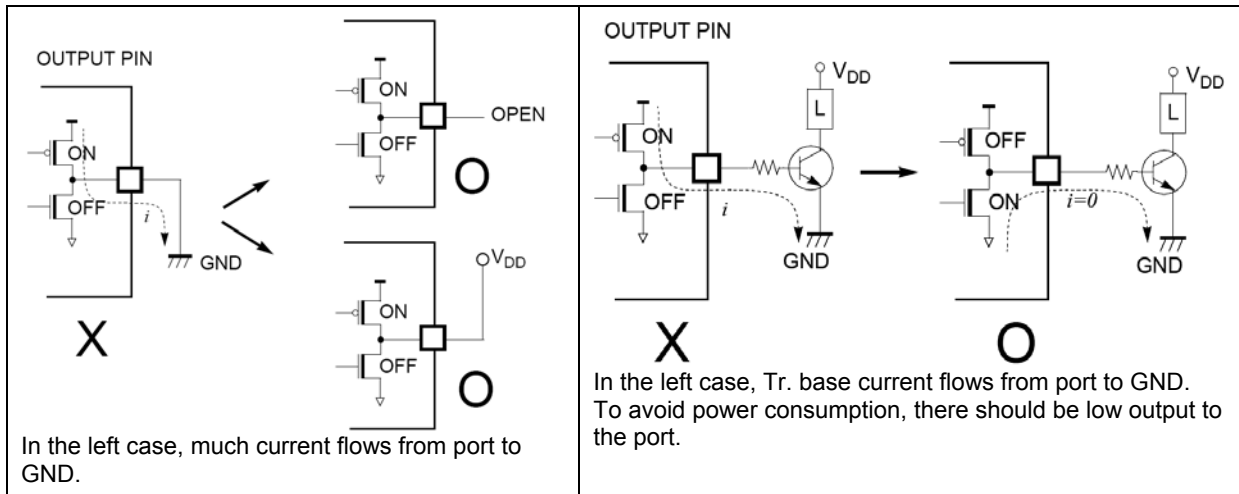 OUTPUT PIN
ON
OFF
i
GND
X
ON
OFF
OPEN
O
VDD
ON
OFF
O
In the left case, much current flows from port to
GND.
OUTPUT PIN
ON
OFF
i
VDD
L
GND
X
OFF
ON
i=0
VDD
L
GND
O
In the left case, Tr. base current flows from port to GND.
To avoid power consumption, there should be low output to
the port.